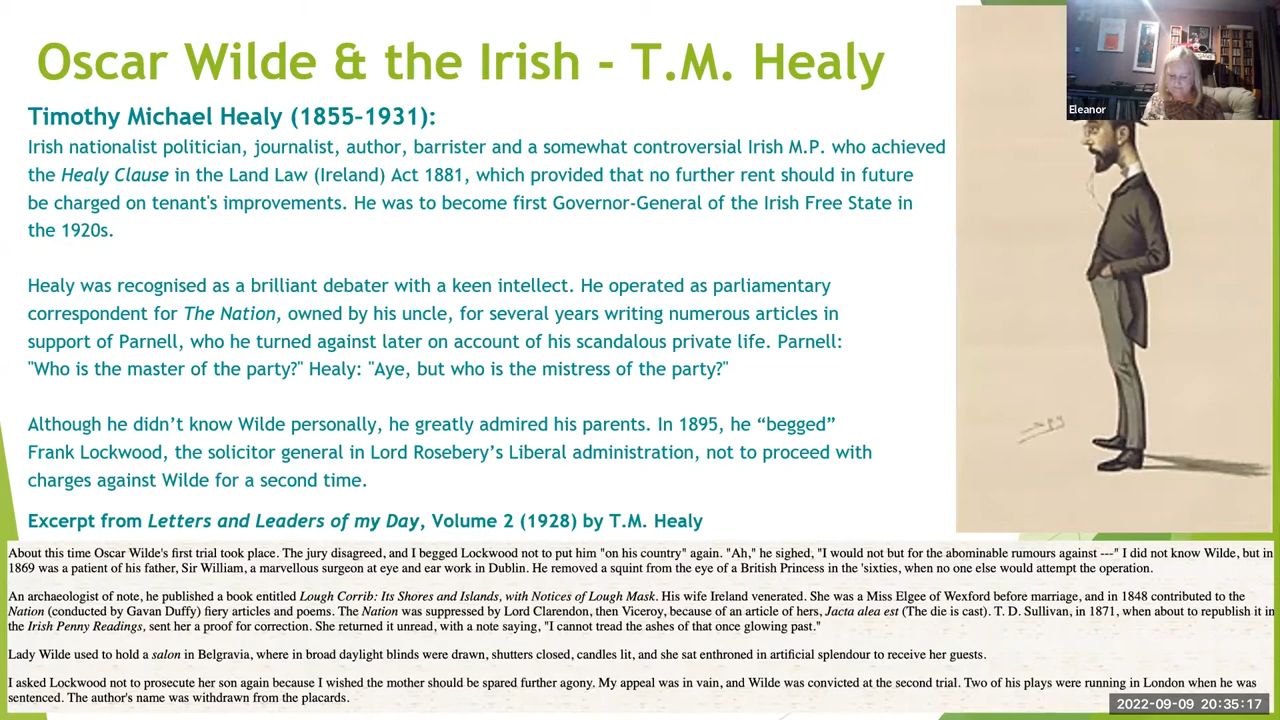 Oscar Wilde & the Irish - T.M. Healy
Eleanor
Timothy Michael Healy (1855–1931):
Irish nationalist politician, journalist, author, barrister and a somewhat controversial Irish M.P. who achieved
the Healy Clause in the Land Law (Ireland) Act 1881, which provided that no further rent should in future
be charged on tenant's improvements. He was to become first Governor-General of the Irish Free State in
the 1920s.
Healy was recognised as a brilliant debater with a keen intellect. He operated as parliamentary
correspondent for The Nation, owned by his uncle, for several years writing numerous articles in
support of Parnell, who he turned against later on account of his scandalous private life. Parnell:
"Who is the master of the party?" Healy: "Aye, but who is the mistress of the party?"
Although he didn’t know Wilde personally, he greatly admired his parents. In 1895, he “begged”
Frank Lockwood, the solicitor general in Lord Rosebery’s Liberal administration, not to proceed with
charges against Wilde for a second time.
Excerpt from Letters and Leaders of my Day, Volume 2 (1928) by T.M. Healy
About this time Oscar Wilde's first trial took place. The jury disagreed, and I begged Lockwood not to put him "on his country" again. "Ah," he sighed, "I would not but for the abominable rumours against ---" I did not know Wilde, but in
1869 was a patient of his father, Sir William, a marvellous surgeon at eye and ear work in Dublin. He removed a squint from the eye of a British Princess in the 'sixties, when no one else would attempt the operation.
An archaeologist of note, he published a book entitled Lough Corrib: Its Shores and Islands, with Notices of Lough Mask. His wife Ireland venerated. She was a Miss Elgee of Wexford before marriage, and in 1848 contributed to the
Nation (conducted by Gavan Duffy) fiery articles and poems. The Nation was suppressed by Lord Clarendon, then Viceroy, because of an article of hers, Jacta alea est (The die is cast). T. D. Sullivan, in 1871, when about to republish it in
the Irish Penny Readings, sent her a proof for correction. She returned it unread, with a note saying, "I cannot tread the ashes of that once glowing past."
Lady Wilde used to hold a salon in Belgravia, where in broad daylight blinds were drawn, shutters closed, candles lit, and she sat enthroned in artificial splendour to receive her guests.
I asked Lockwood not to prosecute her son again because I wished the mother should be spared further agony. My appeal was in vain, and Wilde was convicted at the second trial. Two of his plays were running in London when he was
sentenced. The author's name was withdrawn from the placards.
2022-09-09 20:35:17